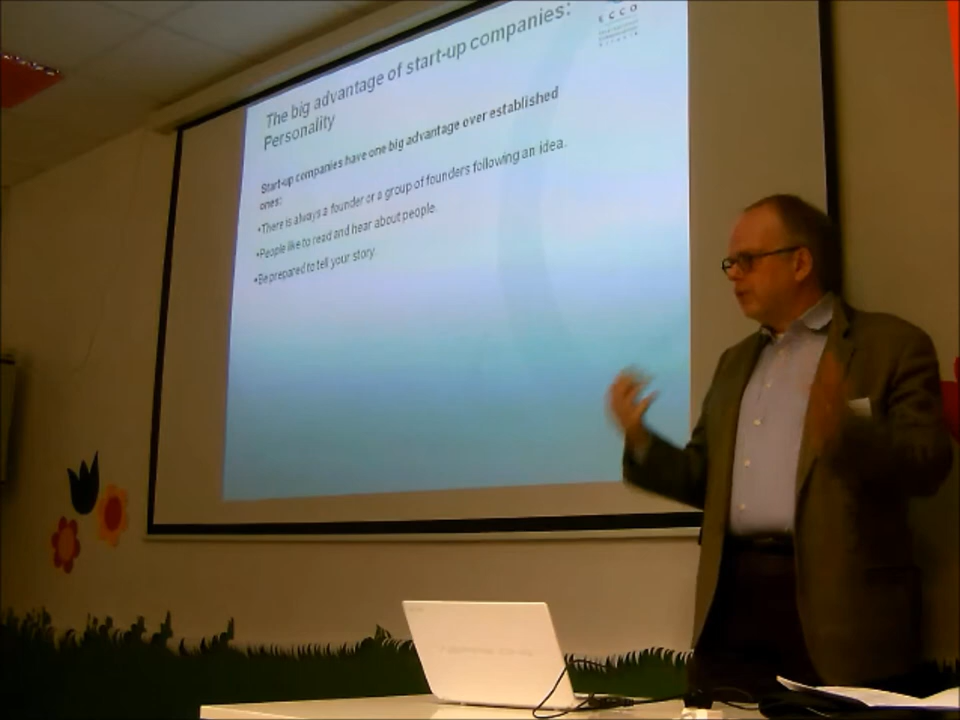 The big advantage of start-up companies:
Personality
ECCO
Start-up companies have one big advantage over established
ones:
•There is always a founder or a group of founders following an idea.
•People like to read and hear about people.
•Be prepared to tell your story